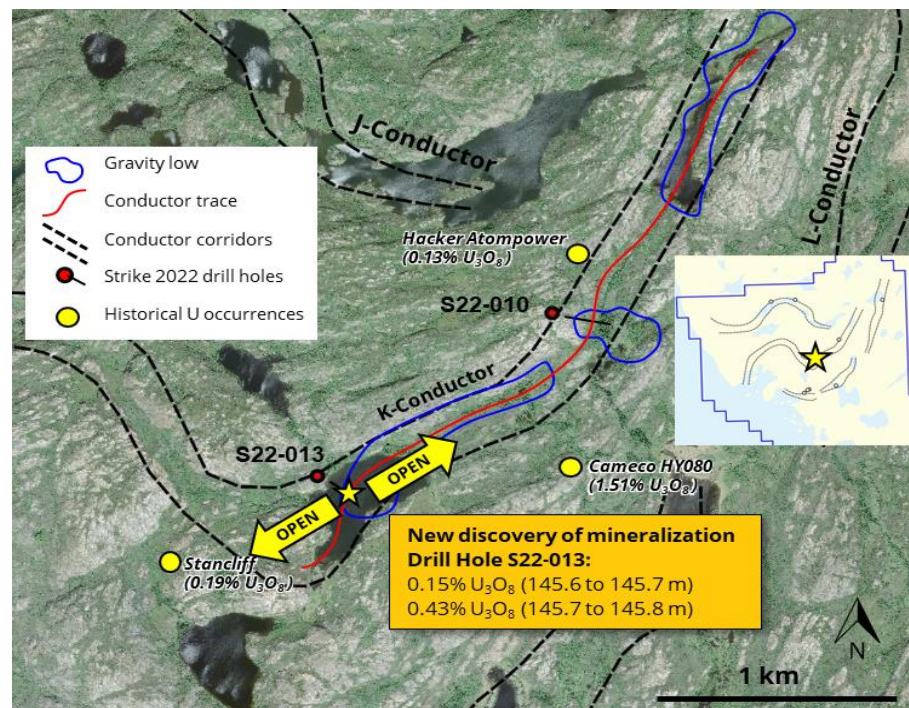 J-Conductor
L-Conductor
Gravity low
Conductor trace
Conductor corridors
Strike 2022 drill holes
Historical U occurrences
Hacker Atompower
(0.13% U₃O₈)
S22-010
K-Conductor
S22-013
OPEN
OPEN
Cameco HY080
(1.51% U₃O₈)
Stancliff
(0.19% U₃O₈)
New discovery of mineralization
Drill Hole S22-013:
0.15% U₃O₈ (145.6 to 145.7 m)
0.43% U₃O₈ (145.7 to 145.8 m)
N
1 km